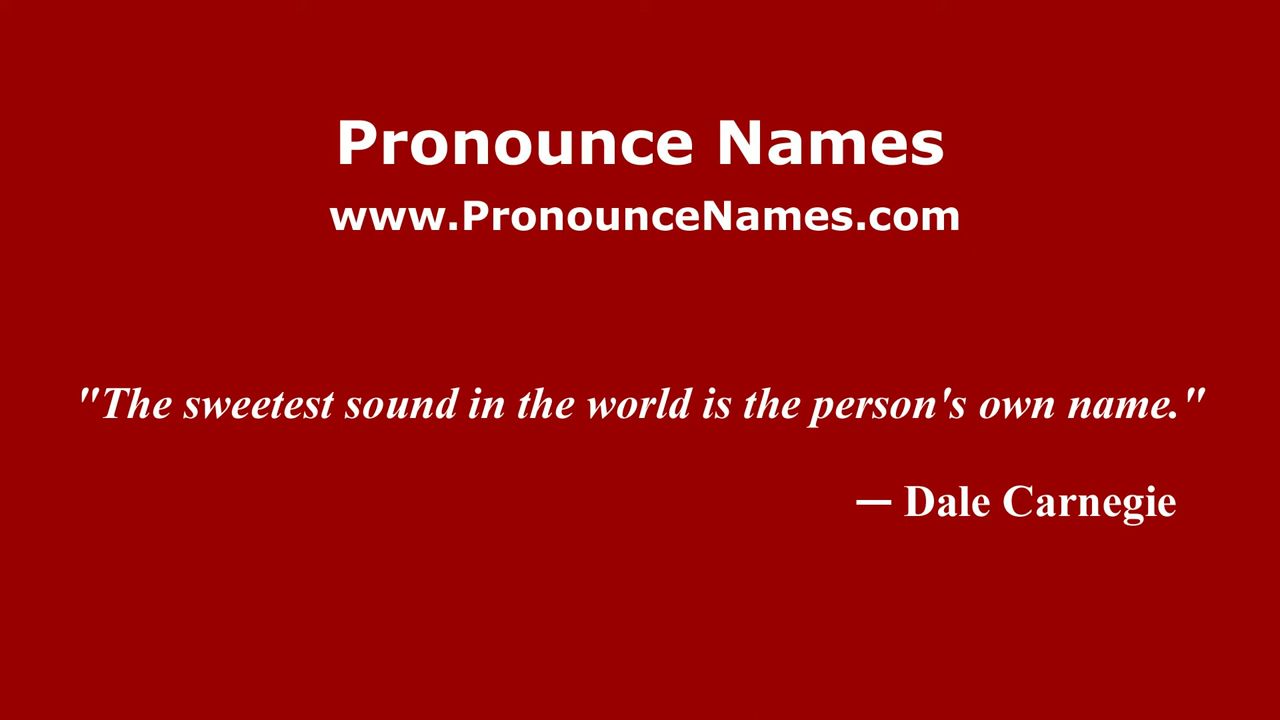 Pronounce Names
www.PronounceNames.com
"The sweetest sound in the world is the person's own name."
— Dale Carnegie